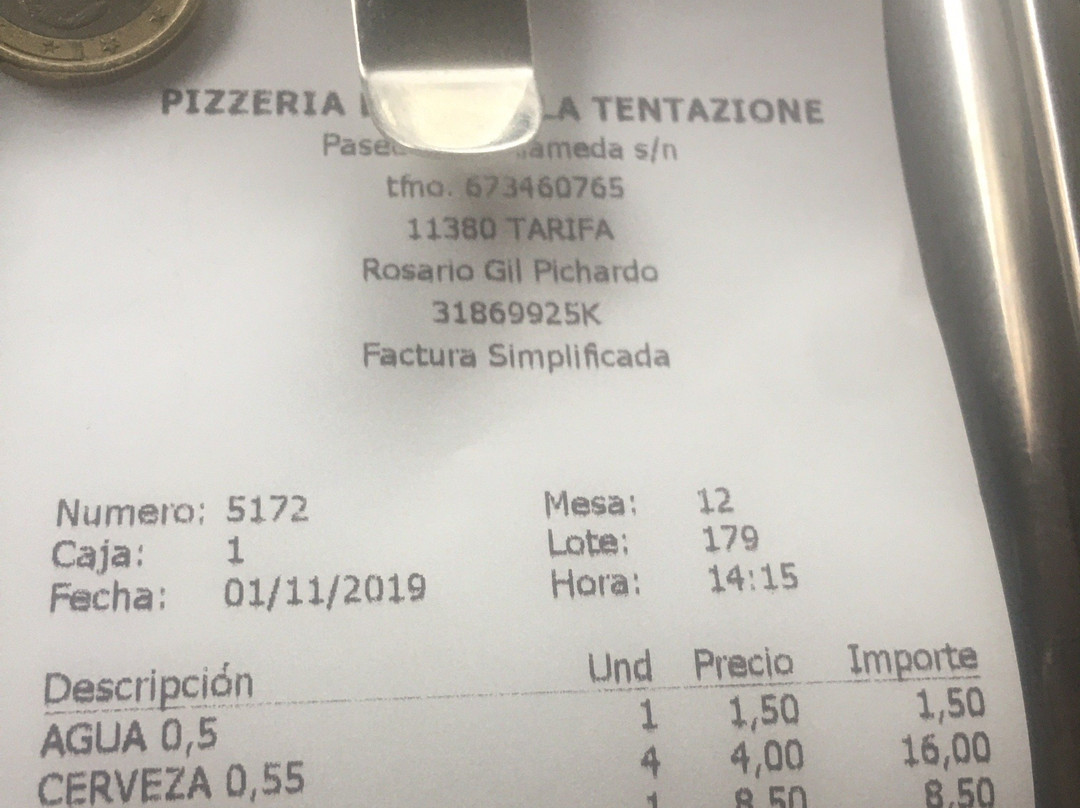 PIZZERIA LA TENTAZIONE
s/n
tfno. 673460765
11380 TARIFA
Rosario Gil Pichardo
31869925K
Factura Simplificada
Numero: 5172 Mesa: 12
Caja: 1 Lote: 179
Fecha: 01/11/2019 Hora: 14:15
Descripción Und Precio Importe
AGUA 0,5 1 1,50 1,50
CERVEZA 0,55 4 4,00 16,00
1 8,50 8,50